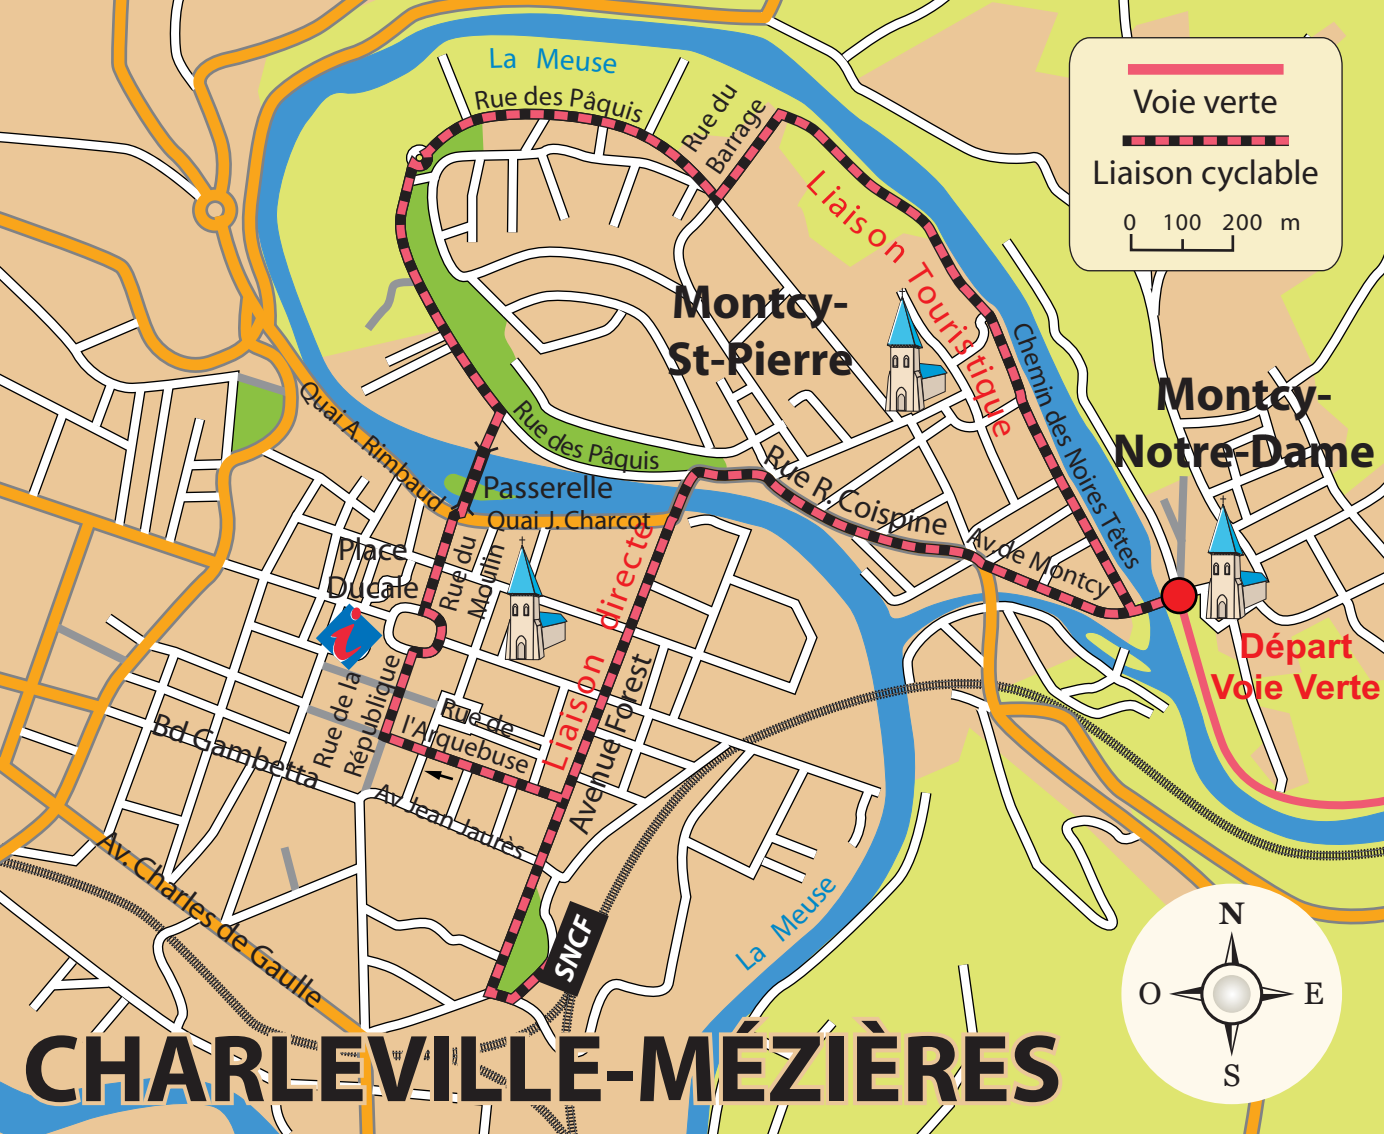 La Meuse
Rue des Pâquis
Rue du
Barrage
Voie verte
Liaison cyclable
0 100 200 m
Liaison Touristique
Montcy-
St-Pierre
Chemin des Noires Têtes
Montcy-
Notre-Dame
Quai A. Rimbaud
Rue des Pâquis
Rue R. Coispine
Av. de Montcy
Passerelle
Quai J. Charcot
Place
Ducale
Rue du
Moulin
i
Liaison directe
Départ
Voie Verte
Rue de la
République
Rue de
l'Arquebuse
Avenue Forest
Bd Gambetta
Av. Jean Jaurès
Av. Charles de Gaulle
SNCF
La Meuse
N
O
E
S
CHARLEVILLE-MÉZIÈRES